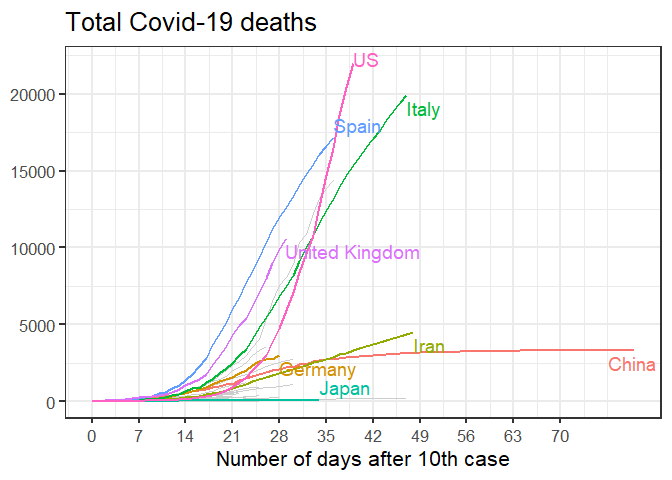 Total Covid-19 deaths
US
20000
Italy
Spain
15000
10000
United Kingdom
5000
Iran
China
Germany
Japan
0
0 7 14 21 28 35 42 49 56 63 70
Number of days after 10th case